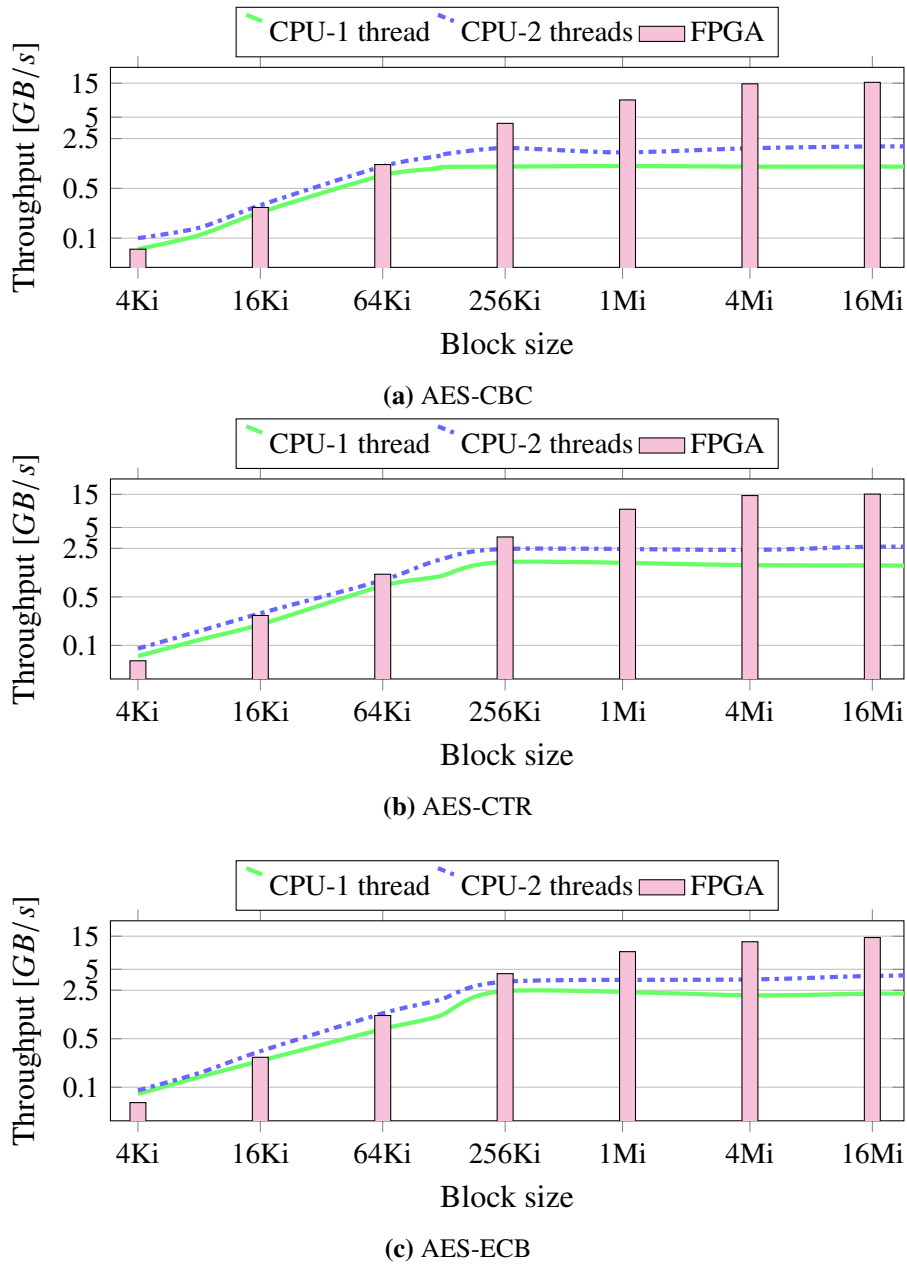 CPU-1 thread CPU-2 threads FPGA
Throughput [GB/s]
15
5
2.5
0.5
0.1
4Ki 16Ki 64Ki 256Ki 1Mi 4Mi 16Mi
Block size
(a) AES-CBC
CPU-1 thread CPU-2 threads FPGA
Throughput [GB/s]
15
5
2.5
0.5
0.1
4Ki 16Ki 64Ki 256Ki 1Mi 4Mi 16Mi
Block size
(b) AES-CTR
CPU-1 thread CPU-2 threads FPGA
Throughput [GB/s]
15
5
2.5
0.5
0.1
4Ki 16Ki 64Ki 256Ki 1Mi 4Mi 16Mi
Block size
(c) AES-ECB